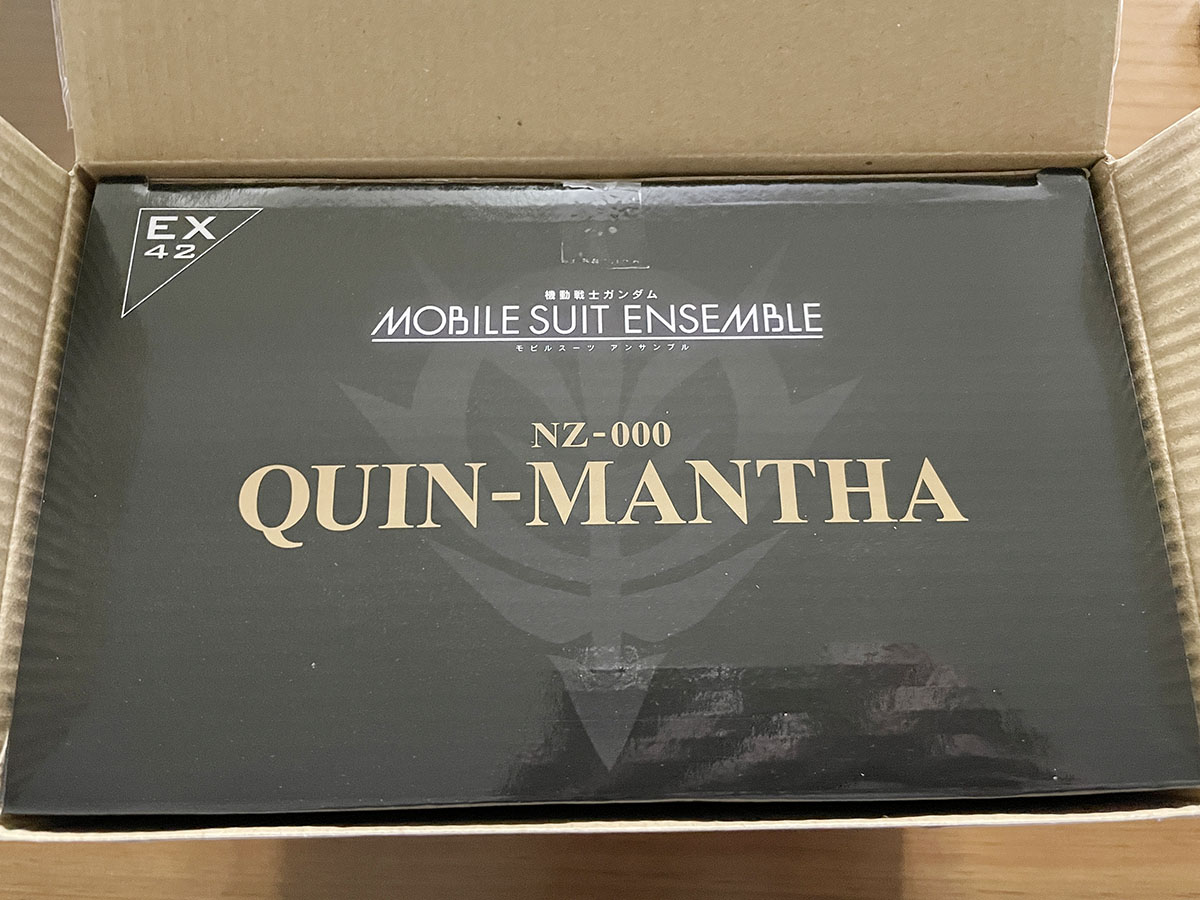 EX
42
機動戦士ガンダム
MOBILE SUIT ENSEMBLE
モビルスーツ アンサンブル
NZ-000
QUIN-MANTHA